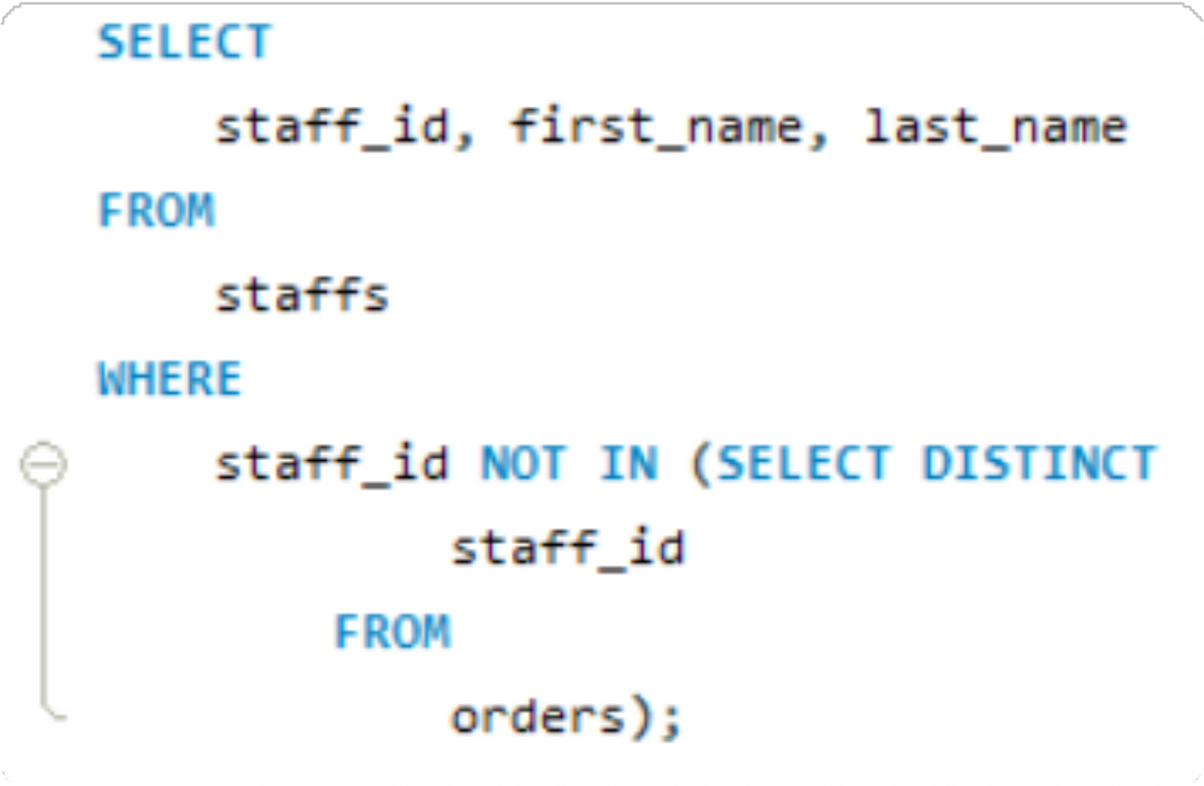 SELECT
staff_id, first_name, last_name
FROM
staffs
WHERE
staff_id NOT IN (SELECT DISTINCT
staff_id
FROM
orders);